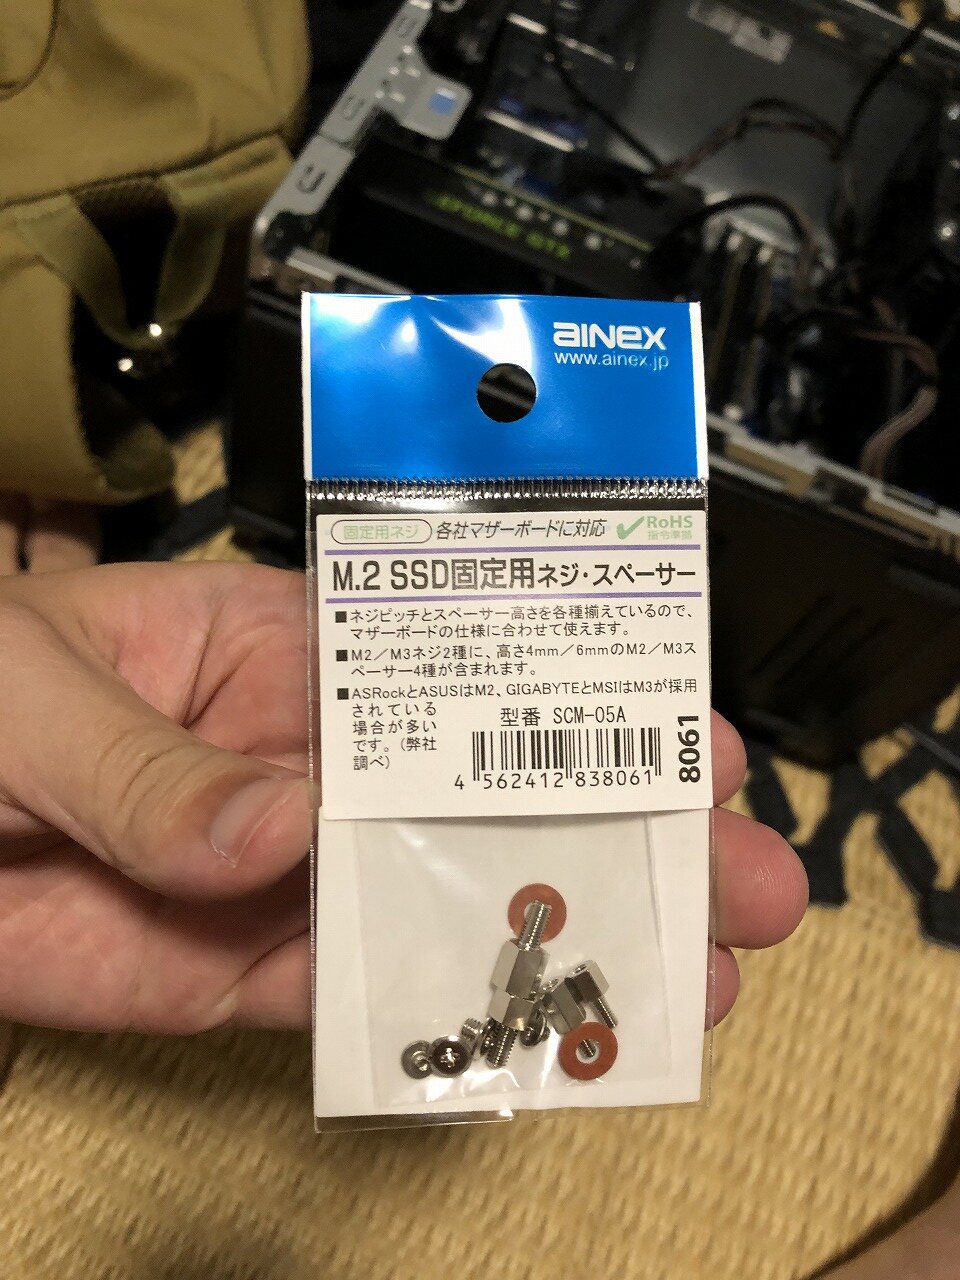 GEFORCE GTX
aiNex
www.ainex.jp
固定用ネジ 各社マザーボードに対応 RoHS
指令準拠
M.2 SSD固定用ネジ・スペーサー
■ネジピッチとスペーサー高さを各種揃えているので、
マザーボードの仕様に合わせて使えます。
■M2/M3ネジ2種に、高さ4mm/6mmのM2/M3ス
ペーサー4種が含まれます。
■ASRockとASUSはM2、GIGABYTEとMSIはM3が採用
されている
場合が多い
です。(弊社
調べ)
型番 SCM-05A
4 562412 838061
8061